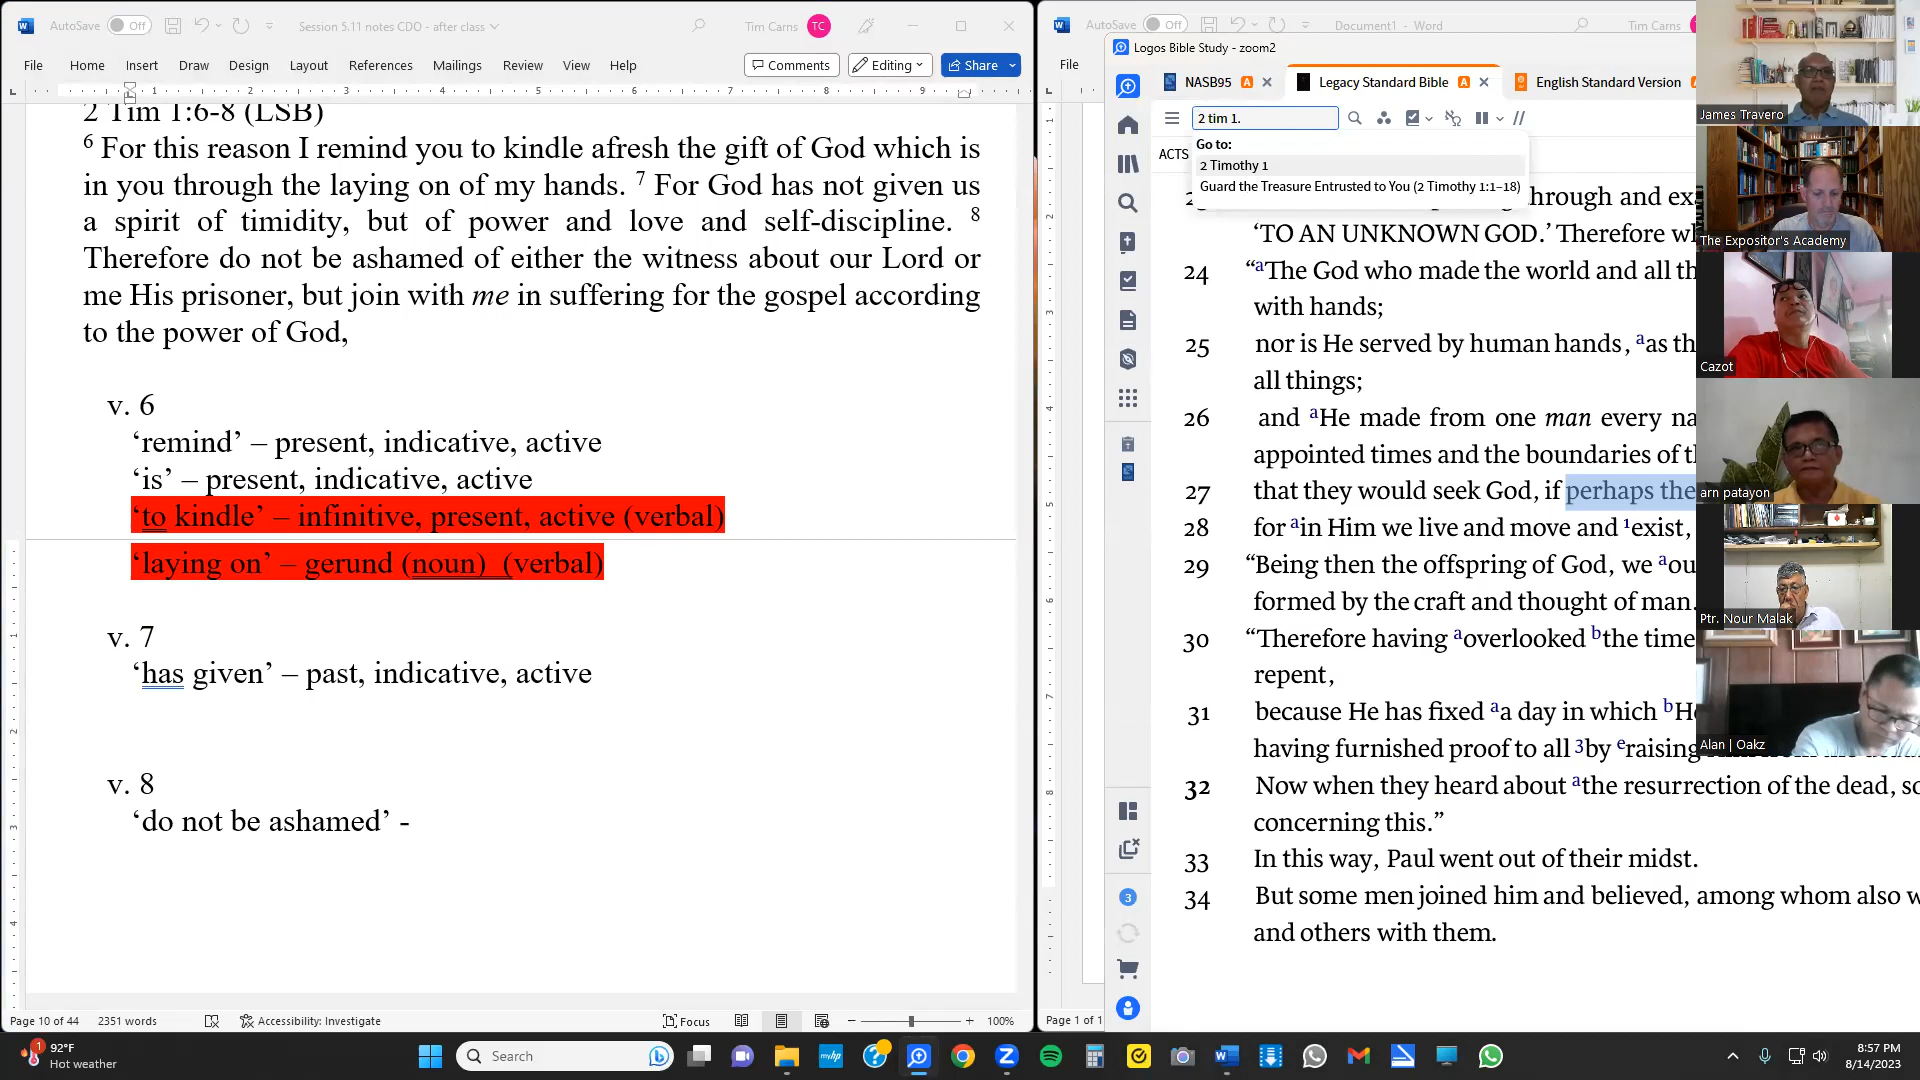 AutoSave Off Session 5.11 notes CDO - after class Tim Carns TC
File Home Insert Draw Design Layout References Mailings Review View Help Comments Editing Share
2 Tim 1:6-8 (LSB)
6 For this reason I remind you to kindle afresh the gift of God which is
in you through the laying on of my hands. 7 For God has not given us
a spirit of timidity, but of power and love and self-discipline. 8
Therefore do not be ashamed of either the witness about our Lord or
me His prisoner, but join with me in suffering for the gospel according
to the power of God,
v. 6
‘remind’ – present, indicative, active
‘is’ – present, indicative, active
‘to kindle’ – infinitive, present, active (verbal)
‘laying on’ – gerund (noun) (verbal)
v. 7
‘has given’ – past, indicative, active
v. 8
‘do not be ashamed’ -
Page 10 of 44 2351 words Accessibility: Investigate Focus 100%
AutoSave Off Document1 - Word Tim Carns
File
Logos Bible Study - zoom2
NASB95 A Legacy Standard Bible A English Standard Version A
2 tim 1.
Go to:
2 Timothy 1
Guard the Treasure Entrusted to You (2 Timothy 1:1–18)
ACTS
through and
‘TO AN UNKNOWN GOD.’ Therefore
24 “aThe God who made the world and all
with hands;
25 nor is He served by human hands, aas
all things;
26 and aHe made from one man every
appointed times and the boundaries of
27 that they would seek God, if perhaps
28 for ain Him we live and move and 1exist,
29 “Being then the offspring of God, we a
formed by the craft and thought of man.
30 “Therefore having aoverlooked bthe
repent,
31 because He has fixed aa day in which b
having furnished proof to all 3by eraising
32 Now when they heard about athe resurrection of the dead,
concerning this.”
33 In this way, Paul went out of their midst.
34 But some men joined him and believed, among whom also
and others with them.
3
Page 1 of 1
James Travero
The Expositor's Academy
Cazot
arn patayon
Ptr. Nour Malak
Alan | Oakz
1 92°F
Hot weather
Search
myhp
8:57 PM
8/14/2023